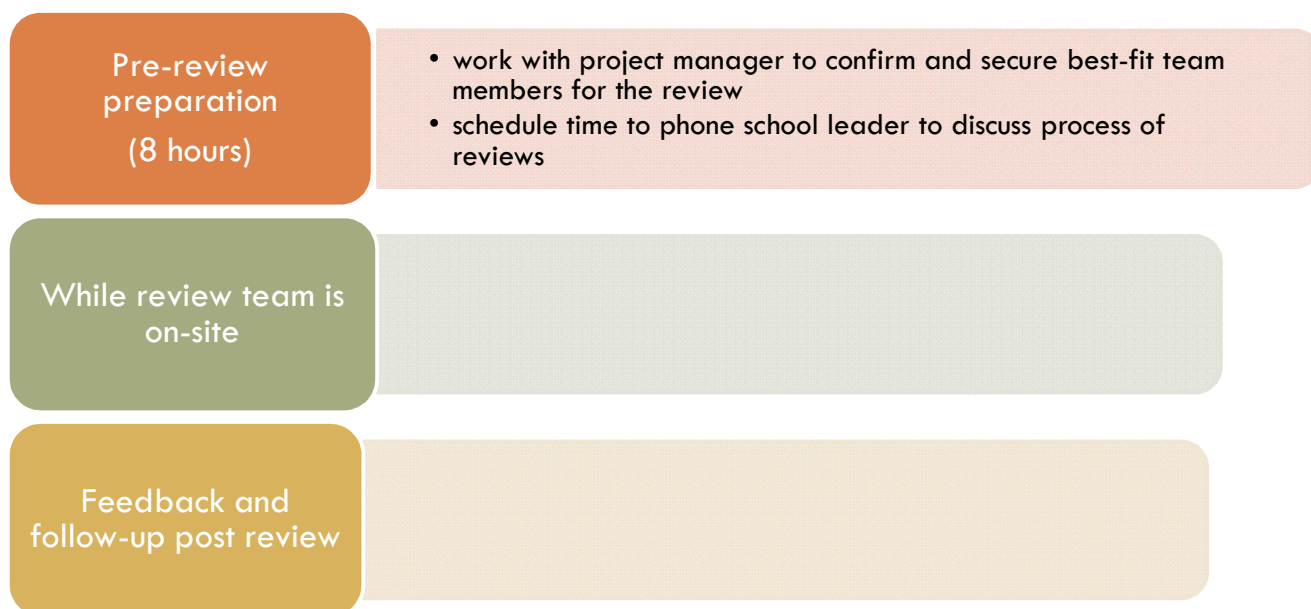 Pre-review
preparation
(8 hours)
• work with project manager to confirm and secure best-fit team
members for the review
• schedule time to phone school leader to discuss process of
reviews
While review team is
on-site
Feedback and
follow-up post review